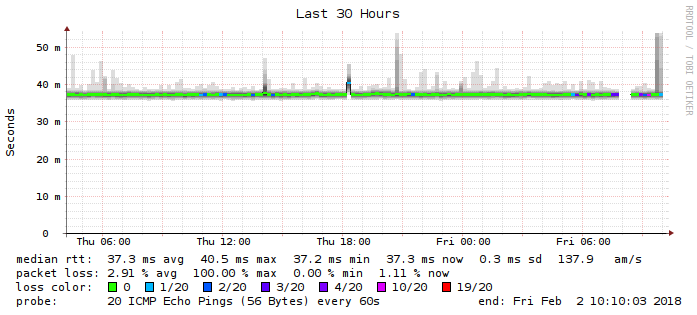 Last 30 Hours
RRDTOOL / TOBI OETIKER
Seconds
50 m
40 m
30 m
20 m
10 m
0
Thu 06:00 Thu 12:00 Thu 18:00 Fri 00:00 Fri 06:00
median rtt: 37.3 ms avg 40.5 ms max 37.2 ms min 37.3 ms now 0.3 ms sd 137.9 am/s
packet loss: 2.91 % avg 100.00 % max 0.00 % min 1.11 % now
loss color: 0 1/20 2/20 3/20 4/20 10/20 19/20
probe: 20 ICMP Echo Pings (56 Bytes) every 60s end: Fri Feb 2 10:10:03 2018